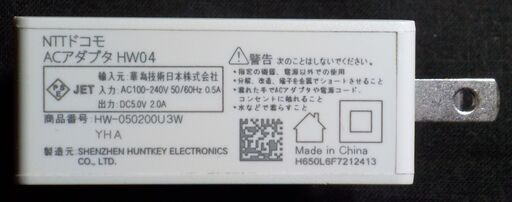 NTTドコモ
ACアダプタ HW04
PSE JET
輸入元: 華為技術日本株式会社
入力: AC100-240V 50/60Hz 0.5A
出力: DC5.0V 2.0A
商品番号: HW-050200U3W
YHA
製造元: SHENZHEN HUNTKEY ELECTRONICS
CO., LTD.
警告 次のことはしないでください。
・指定の機器、電源以外での使用
・分解、改造、端子を金属でショートさせること
・濡れた手でACアダプタや電源コード、
コンセントに触れること
・水などで濡らすこと
Made in China
H650L6F7212413